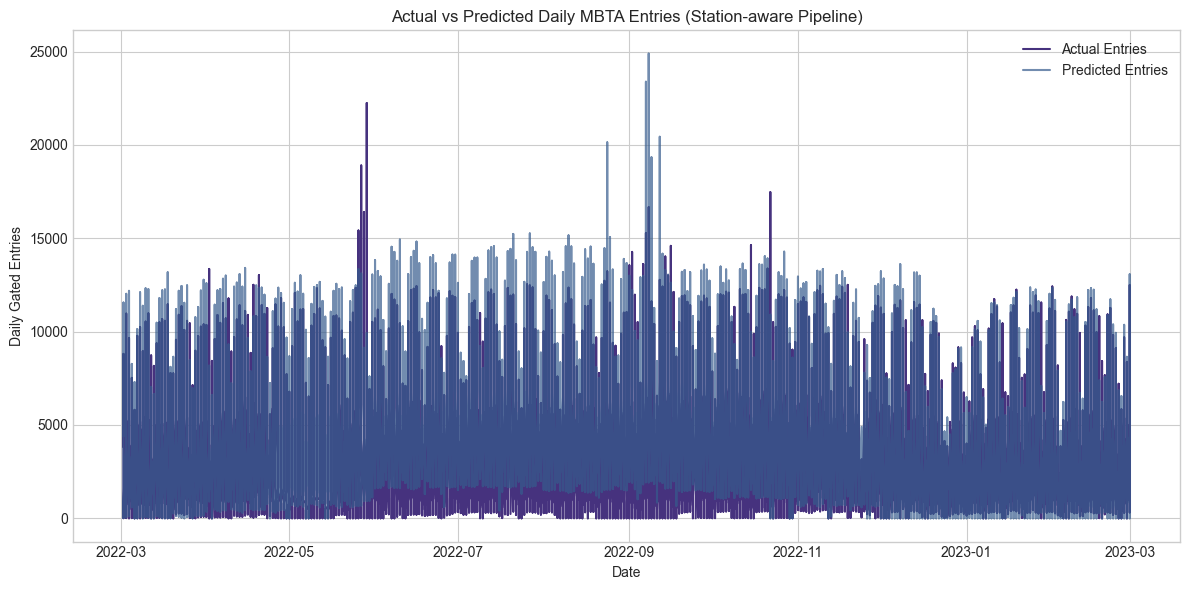 Actual vs Predicted Daily MBTA Entries (Station-aware Pipeline)
Actual Entries
Predicted Entries
Daily Gated Entries
25000
20000
15000
10000
5000
0
2022-03
2022-05
2022-07
2022-09
2022-11
2023-01
2023-03
Date